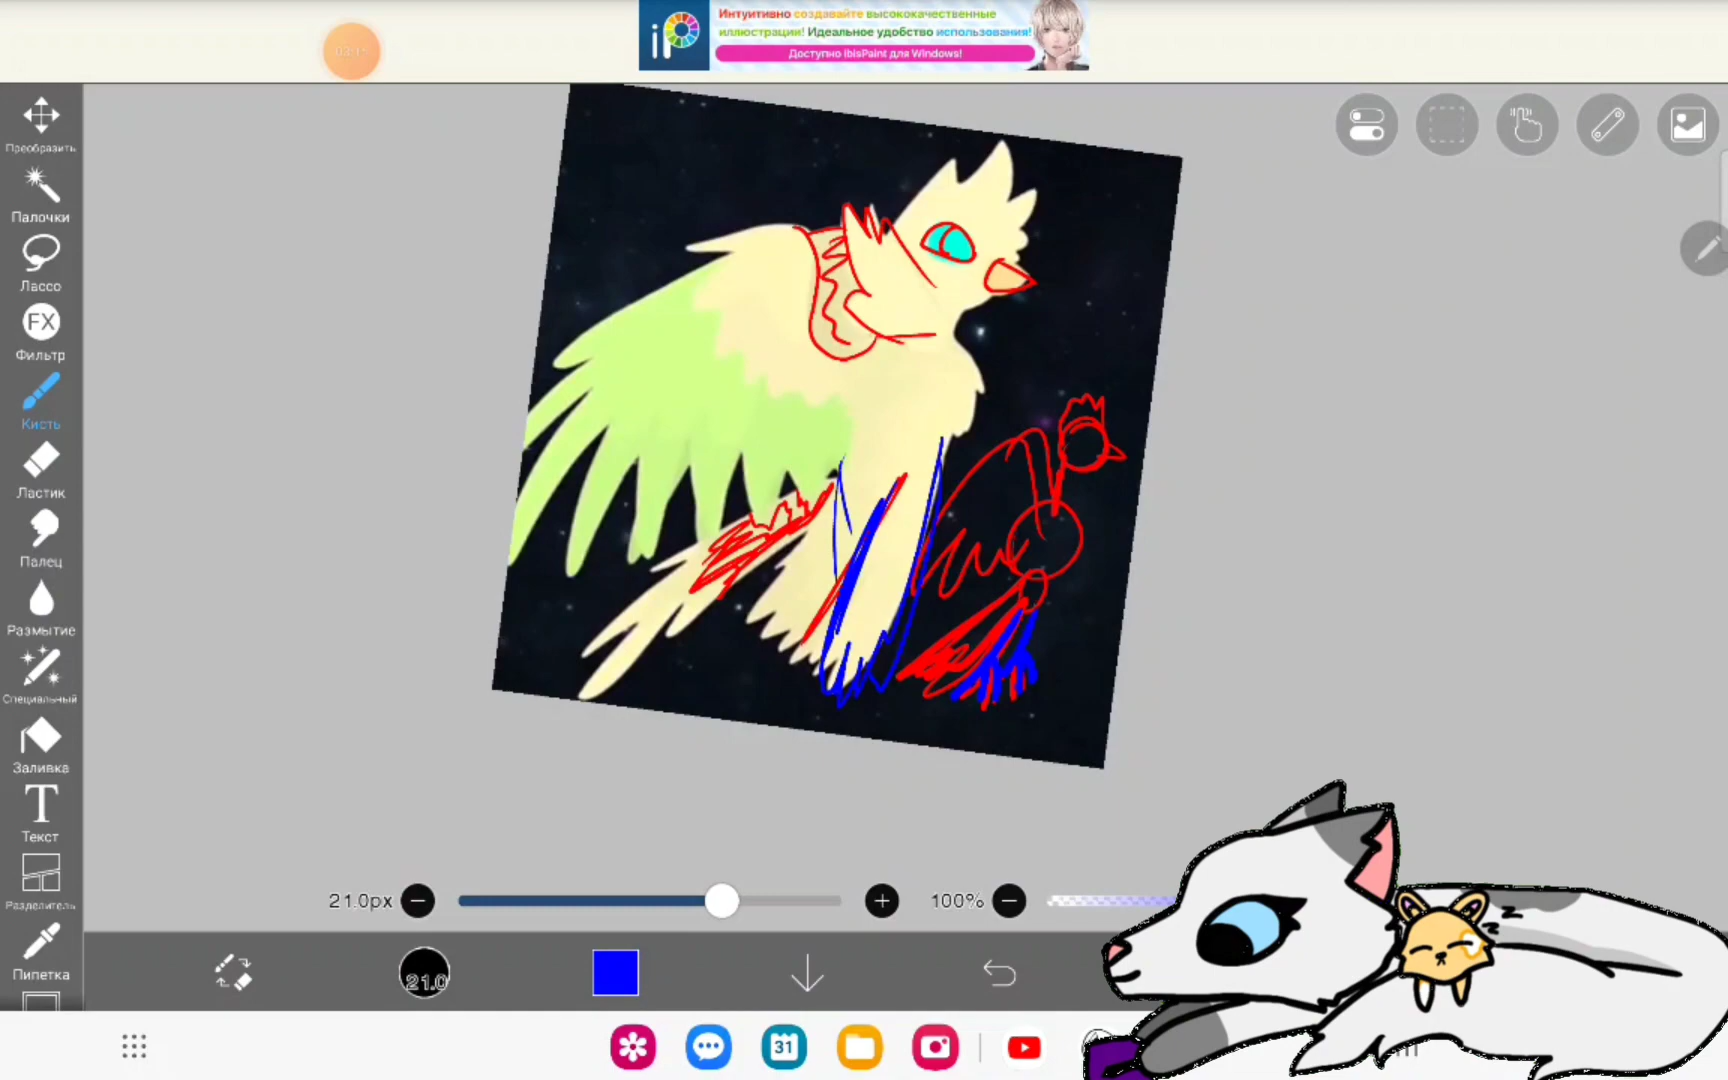 Интуитивно создавайте высококачественные
иллюстрации! Идеальное удобство использования!
Доступно ibisPaint для Windows!
iP
Преобразить
Палочки
Лассо
FX
Фильтр
Кисть
Ластик
Палец
Размытие
Специальный
Заливка
T
Текст
Разделитель
Пипетка
21.0px
100%
21.0
31
z
z